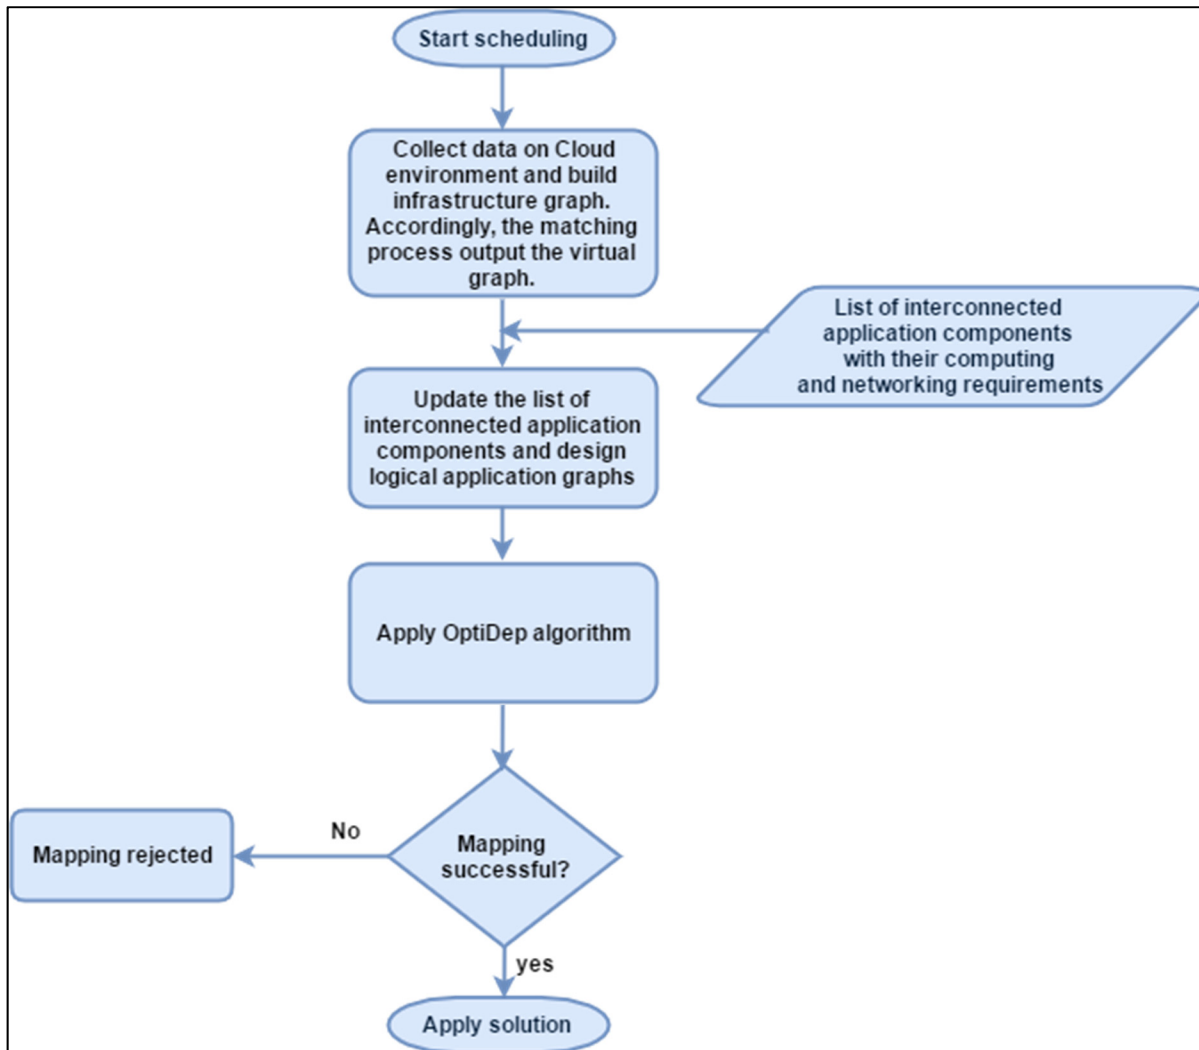 Start scheduling
Collect data on Cloud
environment and build
infrastructure graph.
Accordingly, the matching
process output the virtual
graph.
List of interconnected
application components
with their computing
and networking requirements
Update the list of
interconnected application
components and design
logical application graphs
Apply OptiDep algorithm
Mapping
successful?
No
Mapping rejected
yes
Apply solution